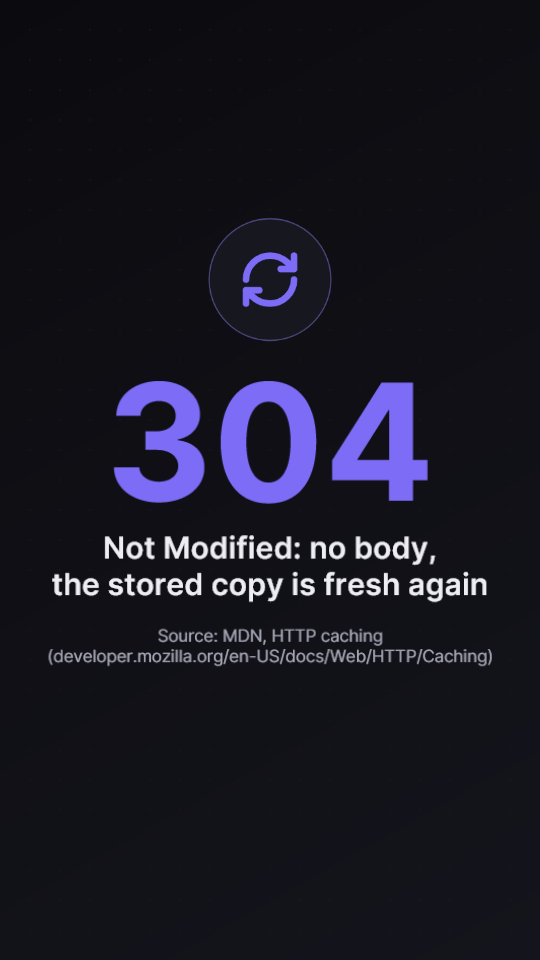 304
Not Modified: no body,
the stored copy is fresh again
Source: MDN, HTTP caching
(developer.mozilla.org/en-US/docs/Web/HTTP/Caching)